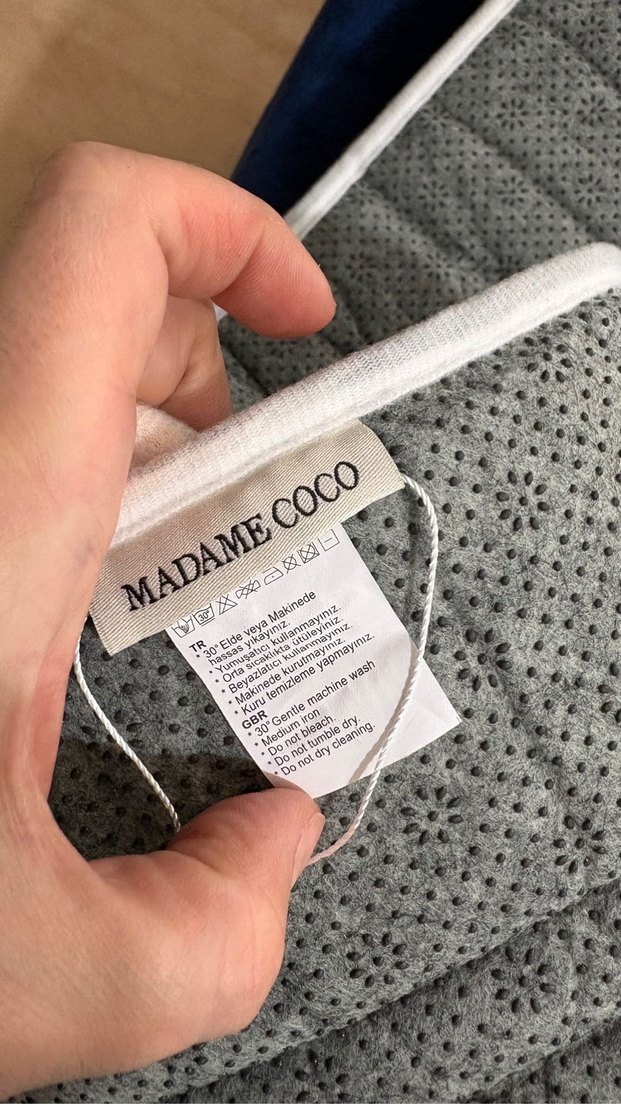 MADAME COCO
30°
TR
* 30° Elde veya Makinede
hassas yıkayınız.
* Yumuşatıcı kullanmayınız.
* Orta sıcaklıkta ütüleyiniz
* Beyazlatıcı kullanmayınız.
* Makinede kurutmayınız.
* Kuru temizleme yapmayınız.
GBR
* 30° Gentle machine wash
* Medium iron
* Do not bleach
* Do not tumble dry.
* Do not dry cleaning.